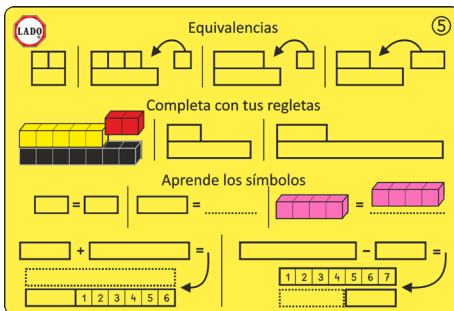 LADO
Equivalencias
5
Completa con tus regletas
Aprende los símbolos
=
= ..............
= 
+ =
- =
1 2 3 4 5 6 7
1 2 3 4 5 6